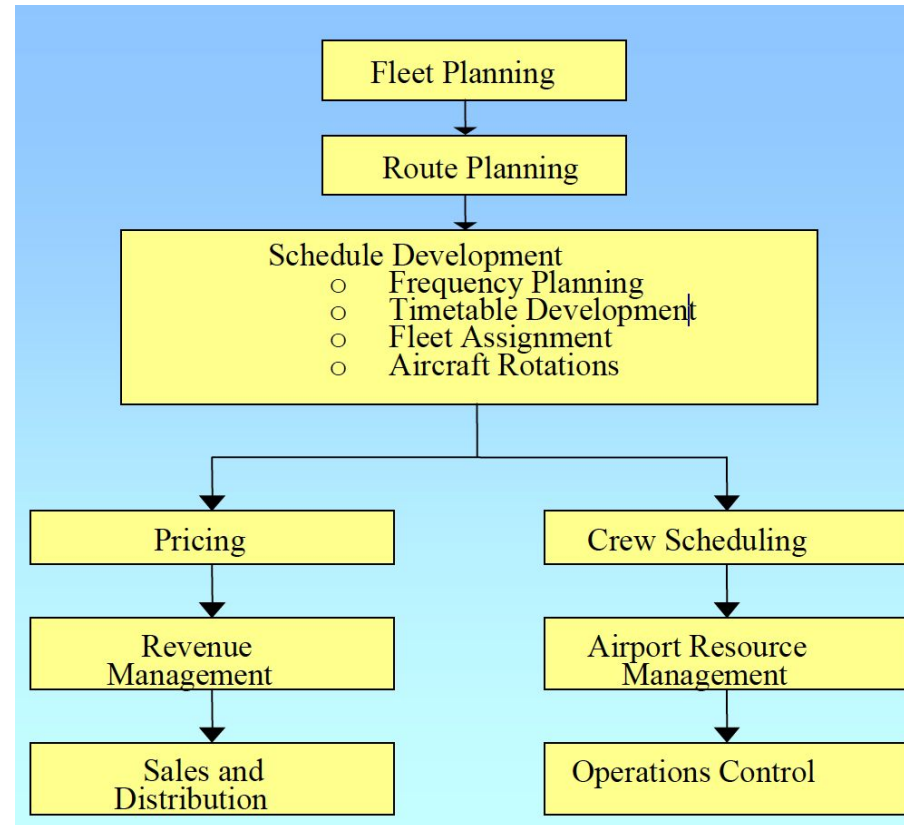 Fleet Planning
Route Planning
Schedule Development
o Frequency Planning
o Timetable Development
o Fleet Assignment
o Aircraft Rotations
Pricing
Crew Scheduling
Revenue
Management
Airport Resource
Management
Sales and
Distribution
Operations Control